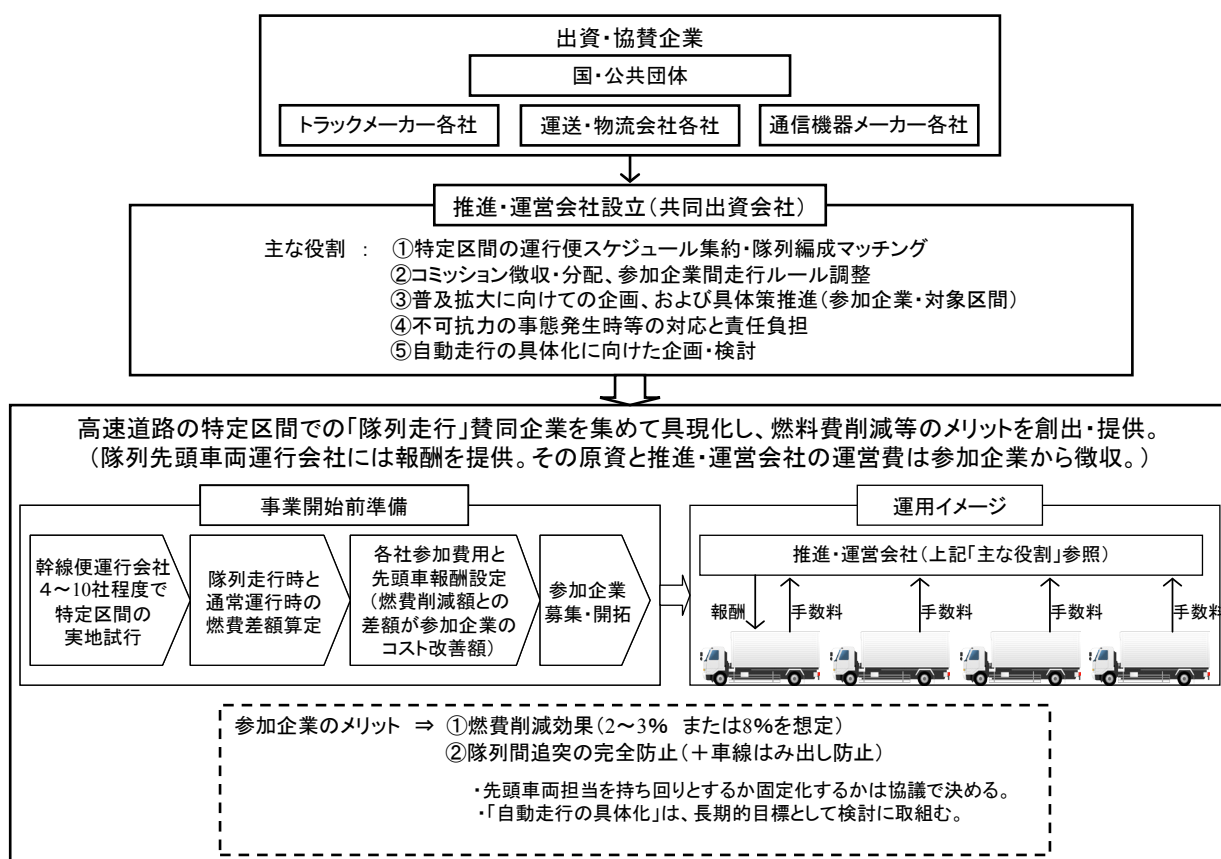 出資・協賛企業
国・公共団体
トラックメーカー各社
運送・物流会社各社
通信機器メーカー各社
推進・運営会社設立（共同出資会社）
主な役割 ： ①特定区間の運行便スケジュール集約・隊列編成マッチング
②コミッション徴収・分配、参加企業間走行ルール調整
③普及拡大に向けての企画、および具体策推進（参加企業・対象区間）
④不可抗力の事態発生時等の対応と責任負担
⑤自動走行の具体化に向けた企画・検討
高速道路の特定区間での「隊列走行」賛同企業を集めて具現化し、燃料費削減等のメリットを創出・提供。
（隊列先頭車両運行会社には報酬を提供。その原資と推進・運営会社の運営費は参加企業から徴収。）
事業開始前準備
幹線便運行会社
４～10社程度で
特定区間の
実地試行
隊列走行時と
通常運行時の
燃費差額算定
各社参加費用と
先頭車報酬設定
（燃費削減額との
差額が参加企業の
コスト改善額）
参加企業
募集・開拓
運用イメージ
推進・運営会社（上記「主な役割」参照）
報酬
手数料
手数料
手数料
手数料
参加企業のメリット ⇒ ①燃費削減効果（2～3% または8%を想定）
②隊列間追突の完全防止（＋車線はみ出し防止）
・先頭車両担当を持ち回りとするか固定化するかは協議で決める。
・「自動走行の具体化」は、長期的目標として検討に取組む。